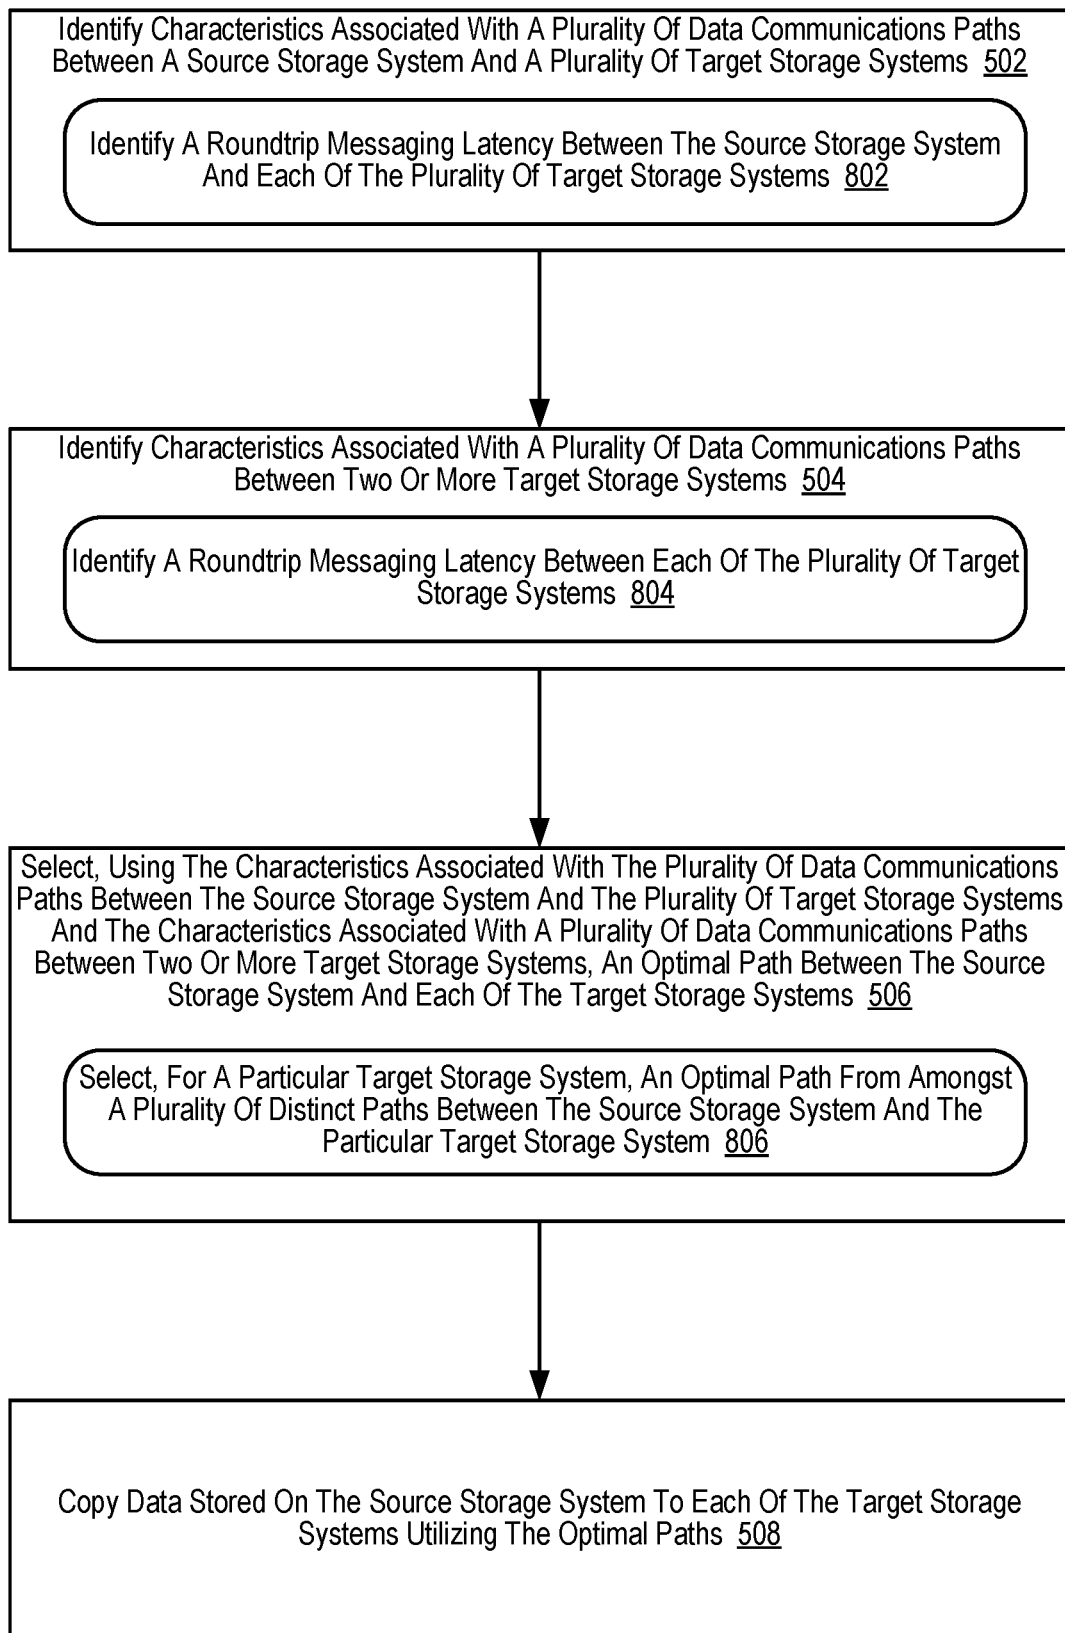 Identify Characteristics Associated With A Plurality Of Data Communications Paths
Between A Source Storage System And A Plurality Of Target Storage Systems 502
Identify A Roundtrip Messaging Latency Between The Source Storage System
And Each Of The Plurality Of Target Storage Systems 802
Identify Characteristics Associated With A Plurality Of Data Communications Paths
Between Two Or More Target Storage Systems 504
Identify A Roundtrip Messaging Latency Between Each Of The Plurality Of Target
Storage Systems 804
Select, Using The Characteristics Associated With The Plurality Of Data Communications
Paths Between The Source Storage System And The Plurality Of Target Storage Systems
And The Characteristics Associated With A Plurality Of Data Communications Paths
Between Two Or More Target Storage Systems, An Optimal Path Between The Source
Storage System And Each Of The Target Storage Systems 506
Select, For A Particular Target Storage System, An Optimal Path From Amongst
A Plurality Of Distinct Paths Between The Source Storage System And The
Particular Target Storage System 806
Copy Data Stored On The Source Storage System To Each Of The Target Storage
Systems Utilizing The Optimal Paths 508